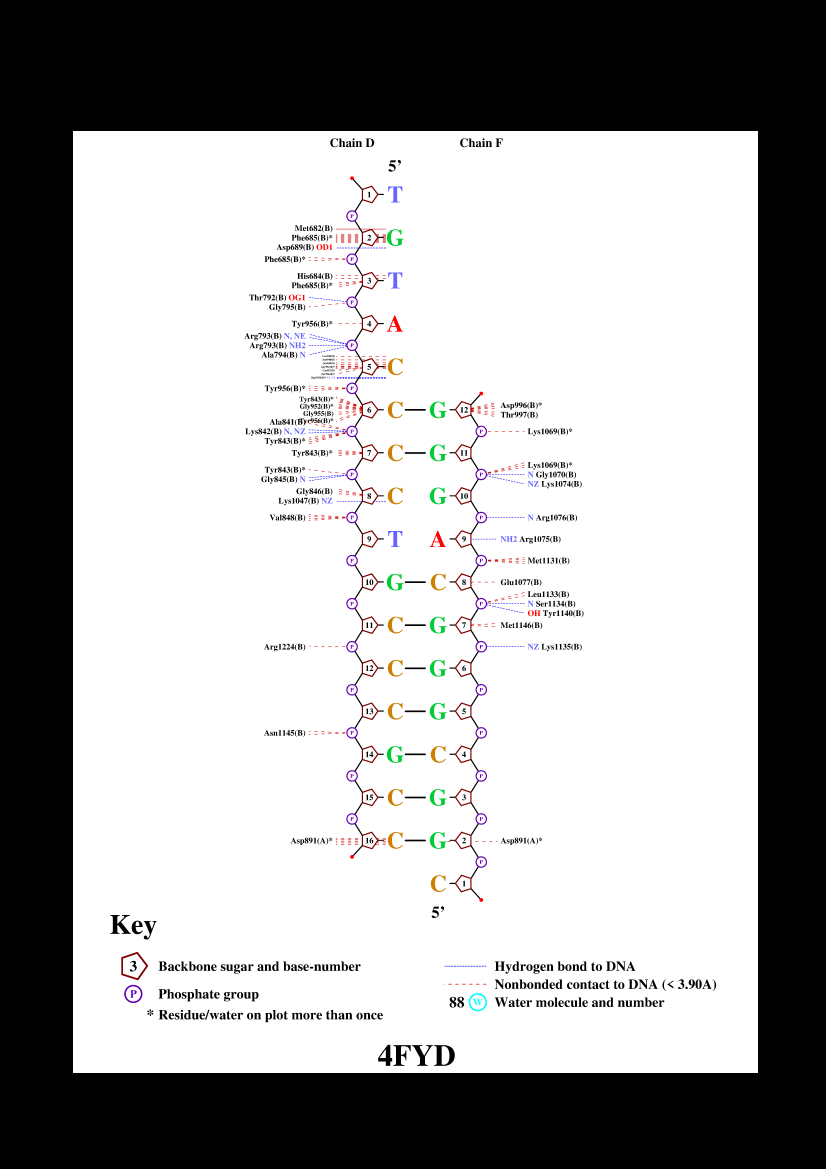 Chain D Chain F
5’
1 T
P
Met682(B)
Phe685(B)* 2 G
Asp689(B) OD1
Phe685(B)* P
His684(B)
3 T
Phe685(B)*
Thr792(B) OG1 P
Gly795(B)
Tyr956(B)* 4 A
Arg793(B) N, NE
Arg793(B) NH2 P
Ala794(B) N
5 C
Tyr956(B)* P
Tyr843(B)*
Gly952(B)* 6 C G 12 Asp996(B)*
Gly955(B) Thr997(B)
Tyr956(B)*
Ala841(B)
Lys842(B) N, NZ P P Lys1069(B)*
Tyr843(B)*
Tyr843(B)* 7 C G 11
Tyr843(B)* Lys1069(B)*
P P N Gly1070(B)
Gly845(B) N NZ Lys1074(B)
Gly846(B) 8 C G 10
Lys1047(B) NZ
Val848(B) P P N Arg1076(B)
9 T A 9 NH2 Arg1075(B)
P P Met1131(B)
10 G C 8 Glu1077(B)
Leu1133(B)
P P N Ser1134(B)
OH Tyr1140(B)
11 C G 7 Met1146(B)
Arg1224(B) P P NZ Lys1135(B)
12 C G 6
P P
13 C G 5
Asn1145(B) P P
14 G C 4
P P
15 C G 3
P P
Asp891(A)* 16 C G 2 Asp891(A)*
P
C 1
5’
Key
3 Backbone sugar and base-number
P Phosphate group
* Residue/water on plot more than once
Hydrogen bond to DNA
Nonbonded contact to DNA (< 3.90A)
88 W Water molecule and number
4FYD